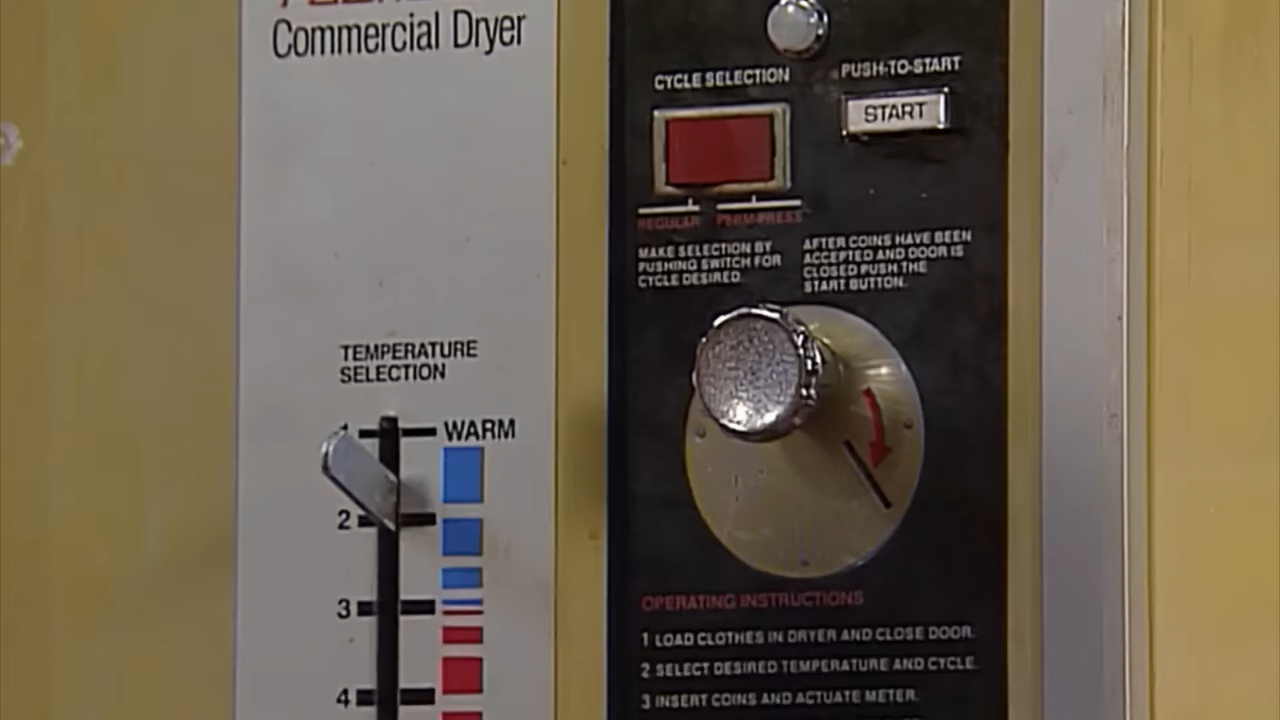 Commercial Dryer
TEMPERATURE
SELECTION
1
WARM
2
3
4
CYCLE SELECTION
PUSH-TO-START
START
REGULAR
PERM-PRESS
MAKE SELECTION BY
PUSHING SWITCH FOR
CYCLE DESIRED.
AFTER COINS HAVE BEEN
ACCEPTED AND DOOR IS
CLOSED PUSH THE
START BUTTON.
OPERATING INSTRUCTIONS
1 LOAD CLOTHES IN DRYER AND CLOSE DOOR.
2 SELECT DESIRED TEMPERATURE AND CYCLE.
3 INSERT COINS AND ACTUATE METER.